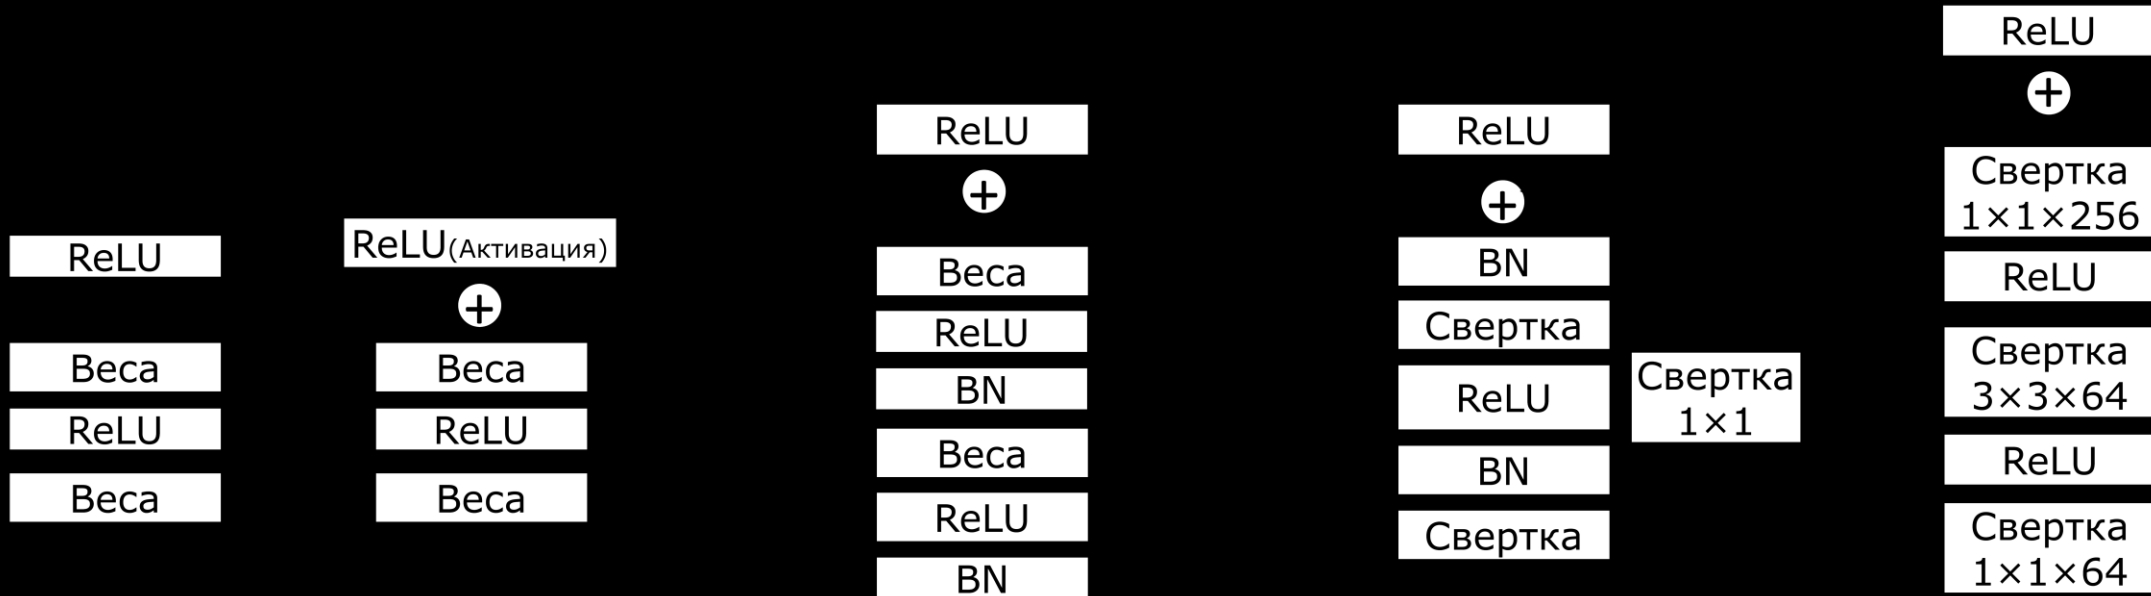 ReLU
Веса
ReLU
Веса
ReLU(Активация)
+
Веса
ReLU
Веса
ReLU
+
Веса
ReLU
BN
Веса
ReLU
BN
ReLU
+
BN
Свертка
ReLU
BN
Свертка
Свертка
1×1
ReLU
+
Свертка
1×1×256
ReLU
Свертка
3×3×64
ReLU
Свертка
1×1×64